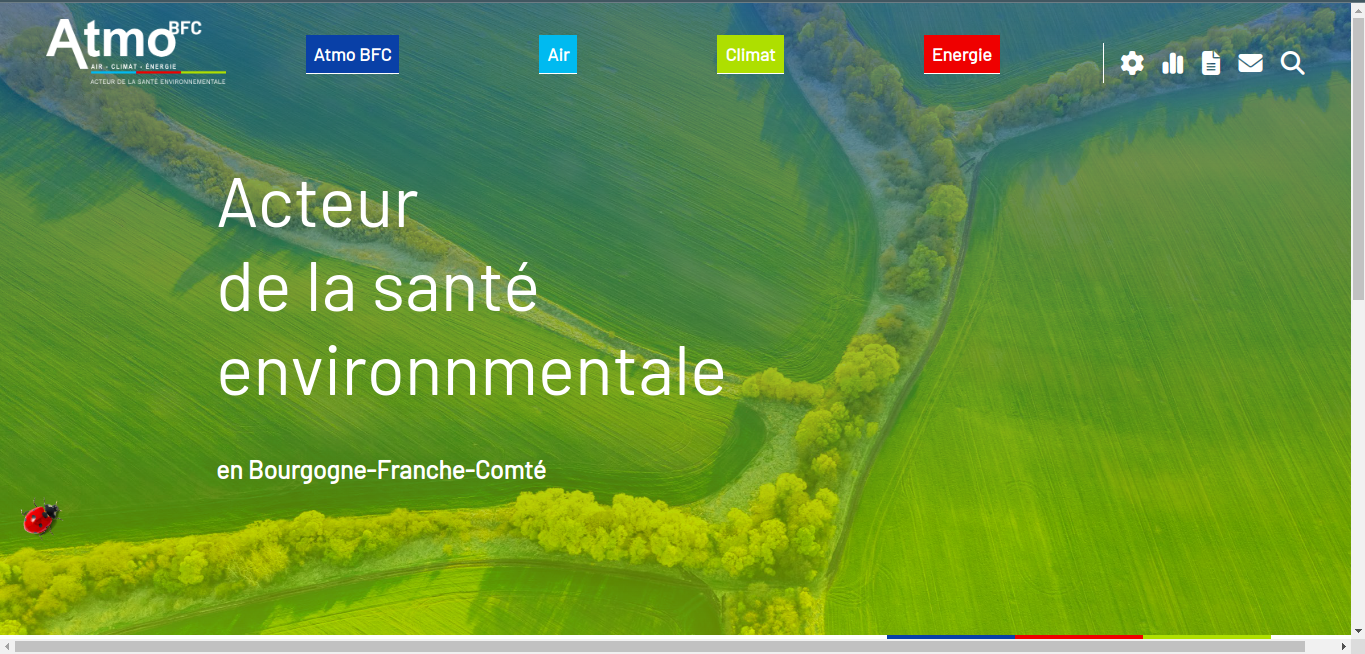 Atmo BFC
AIR - CLIMAT - ÉNERGIE
ACTEUR DE LA SANTÉ ENVIRONNEMENTALE
Atmo BFC
Air
Climat
Energie
Acteur
de la santé
environnmentale
en Bourgogne-Franche-Comté